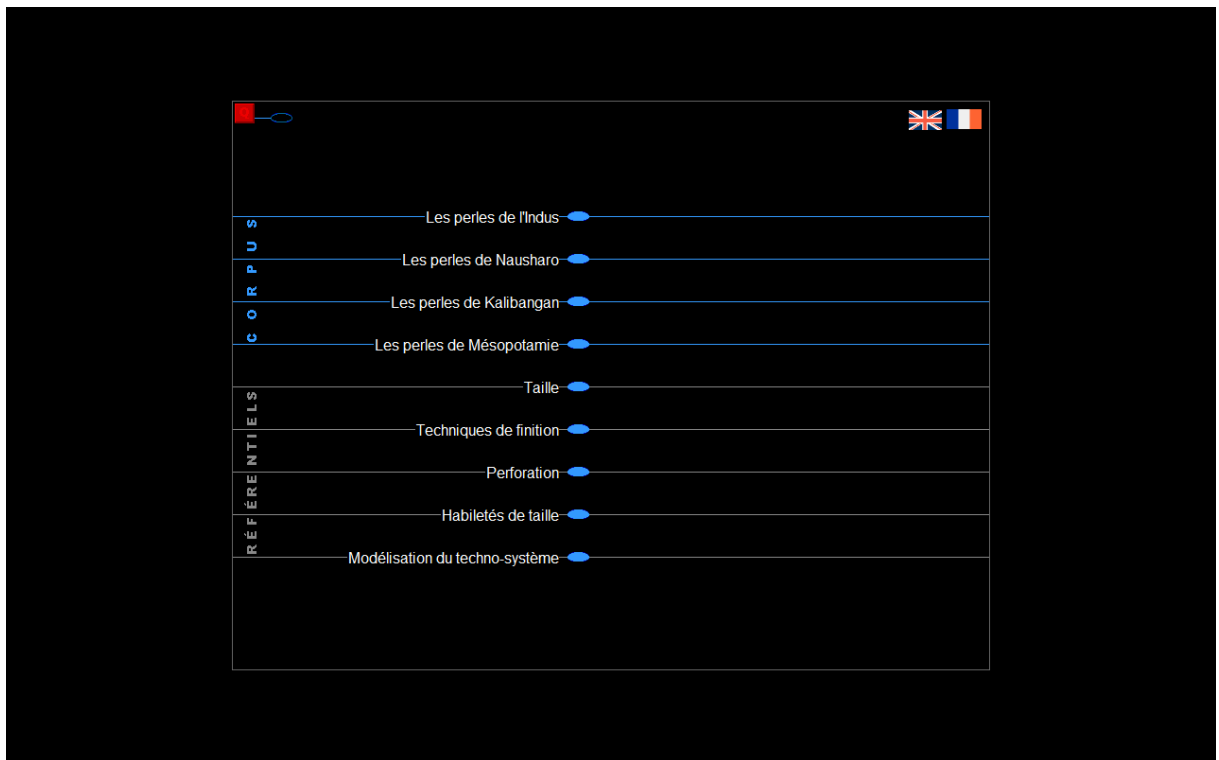 CORPUS
Les perles de l'Indus
Les perles de Nausharo
Les perles de Kalibangan
Les perles de Mésopotamie
RÉFÉRENTIELS
Taille
Techniques de finition
Perforation
Habiletés de taille
Modélisation du techno-système